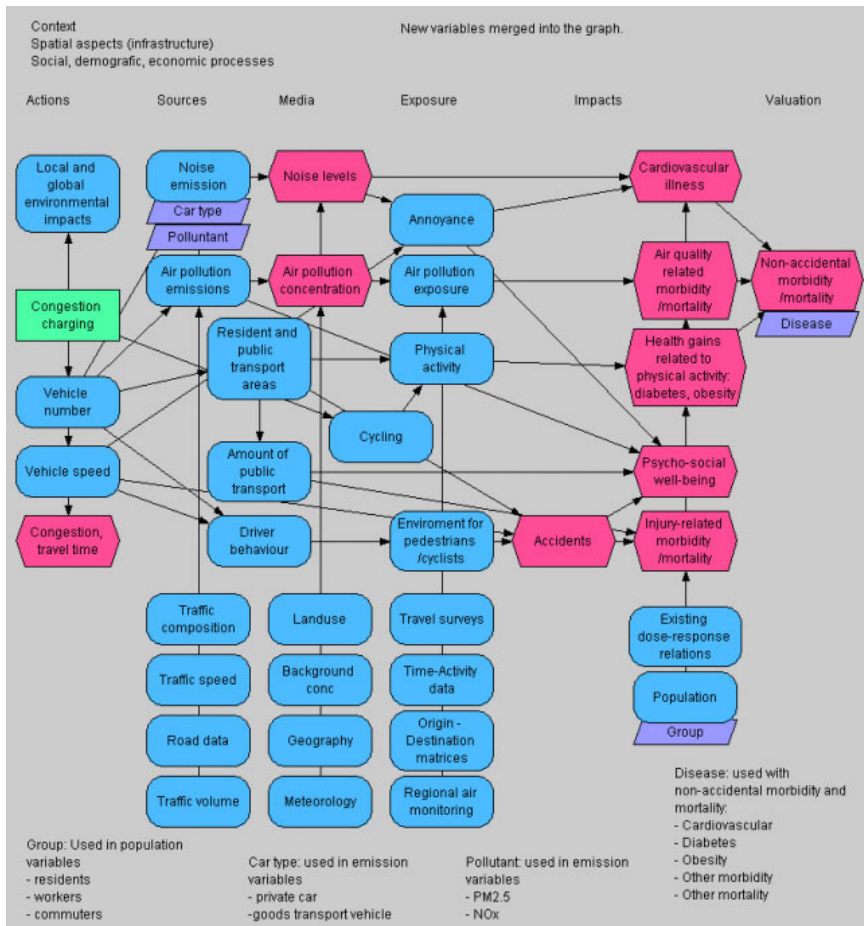 Context
Spatial aspects (infrastructure)
Social, demografic, economic processes
New variables merged into the graph.
Actions
Sources
Media
Exposure
Impacts
Valuation
Local and
global
environmental
impacts
Noise
emission
Car type
Polluntant
Noise levels
Cardiovascular
illness
Annoyance
Congestion
charging
Air pollution
emissions
Air pollution
concentration
Air pollution
exposure
Air quality
related
morbidity
/mortality
Non-accidental
morbidity
/mortality
Disease
Vehicle
number
Resident and
public
transport
areas
Physical
activity
Health gains
related to
physical activity:
diabetes, obesity
Cycling
Vehicle speed
Amount of
public
transport
Psycho-social
well-being
Congestion,
travel time
Driver
behaviour
Enviroment for
pedestrians
/cyclists
Accidents
Injury-related
morbidity
/mortality
Traffic
composition
Landuse
Travel surveys
Existing
dose-response
relations
Traffic speed
Background
conc
Time-Activity
data
Population
Group
Road data
Geography
Origin -
Destination
matrices
Traffic volume
Meteorology
Regional air
monitoring
Disease: used with
non-accidental morbidity and
mortality:
- Cardiovascular
- Diabetes
- Obesity
- Other morbidity
- Other mortality
Group: Used in population
variables
- residents
- workers
- commuters
Car type: used in emission
variables
- private car
-goods transport vehicle
Pollutant: used in emission
variables
- PM2.5
- NOx